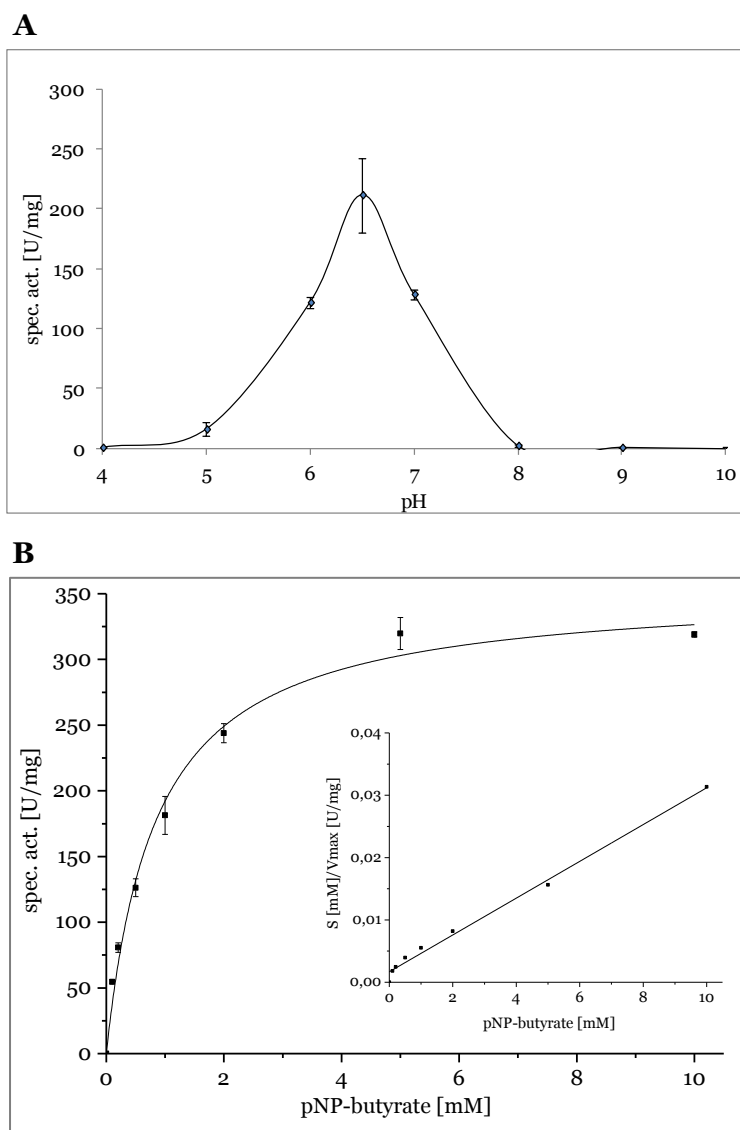 A
300
250
200
150
100
50
0
spec. act. [U/mg]
4 5 6 7 8 9 10
pH
B
350
300
250
200
150
100
50
0
spec. act. [U/mg]
0 2 4 6 8 10
pNP-butyrate [mM]
0,04
0,03
0,02
0,01
0,00
S [mM]/Vmax [U/mg]
0 2 4 6 8 10
pNP-butyrate [mM]